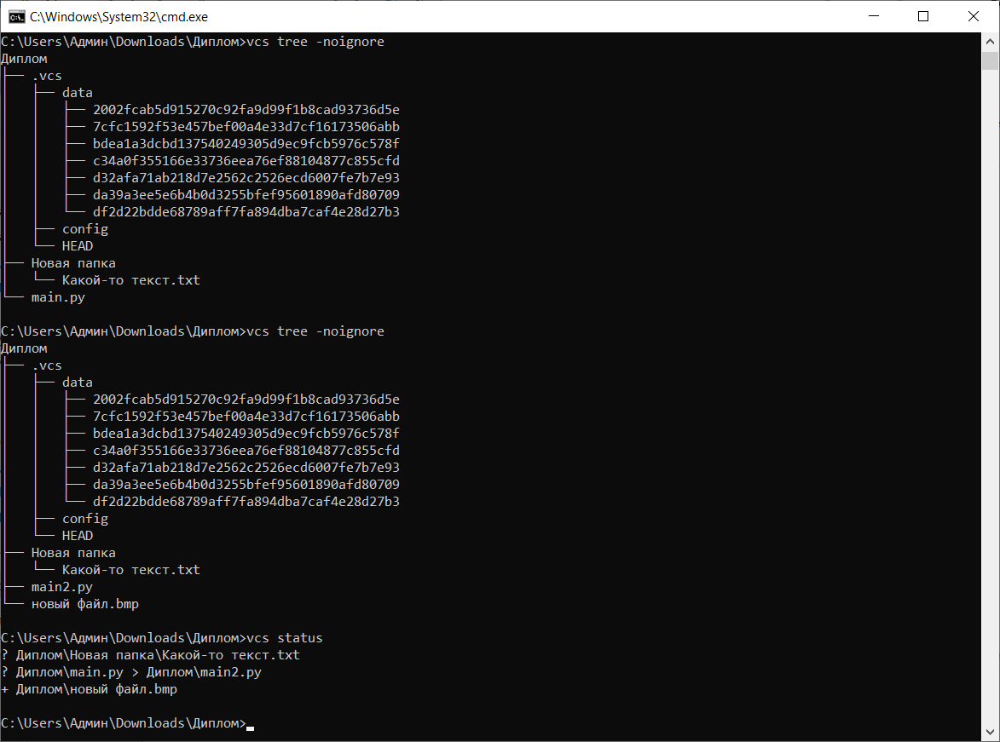 C:\Windows\System32\cmd.exe
C:\Users\Админ\Downloads\Диплом>vcs tree -noignore
Диплом
├── .vcs
│   ├── data
│   │   ├── 2002fcab5d915270c92fa9d99f1b8cad93736d5e
│   │   ├── 7cfc1592f53e457bef00a4e33d7cf16173506abb
│   │   ├── bdea1a3dcbd137540249305d9ec9fcb5976c578f
│   │   ├── c34a0f355166e33736eea76ef88104877c855cfd
│   │   ├── d32afa71ab218d7e2562c2526ecd6007fe7b7e93
│   │   ├── da39a3ee5e6b4b0d3255bfef95601890afd80709
│   │   └── df2d22bdde68789aff7fa894dba7caf4e28d27b3
│   ├── config
│   └── HEAD
├── Новая папка
│   └── Какой-то текст.txt
└── main.py
C:\Users\Админ\Downloads\Диплом>vcs tree -noignore
Диплом
├── .vcs
│   ├── data
│   │   ├── 2002fcab5d915270c92fa9d99f1b8cad93736d5e
│   │   ├── 7cfc1592f53e457bef00a4e33d7cf16173506abb
│   │   ├── bdea1a3dcbd137540249305d9ec9fcb5976c578f
│   │   ├── c34a0f355166e33736eea76ef88104877c855cfd
│   │   ├── d32afa71ab218d7e2562c2526ecd6007fe7b7e93
│   │   ├── da39a3ee5e6b4b0d3255bfef95601890afd80709
│   │   └── df2d22bdde68789aff7fa894dba7caf4e28d27b3
│   ├── config
│   └── HEAD
├── Новая папка
│   └── Какой-то текст.txt
├── main2.py
└── новый файл.bmp
C:\Users\Админ\Downloads\Диплом>vcs status
? Диплом\Новая папка\Какой-то текст.txt
? Диплом\main.py > Диплом\main2.py
+ Диплом\новый файл.bmp
C:\Users\Админ\Downloads\Диплом>